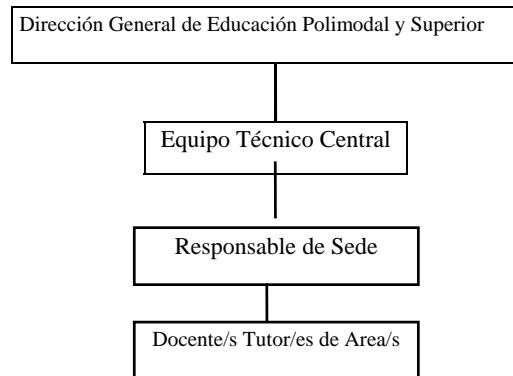 Dirección General de Educación Polimodal y Superior
Equipo Técnico Central
Responsable de Sede
Docente/s Tutor/es de Area/s